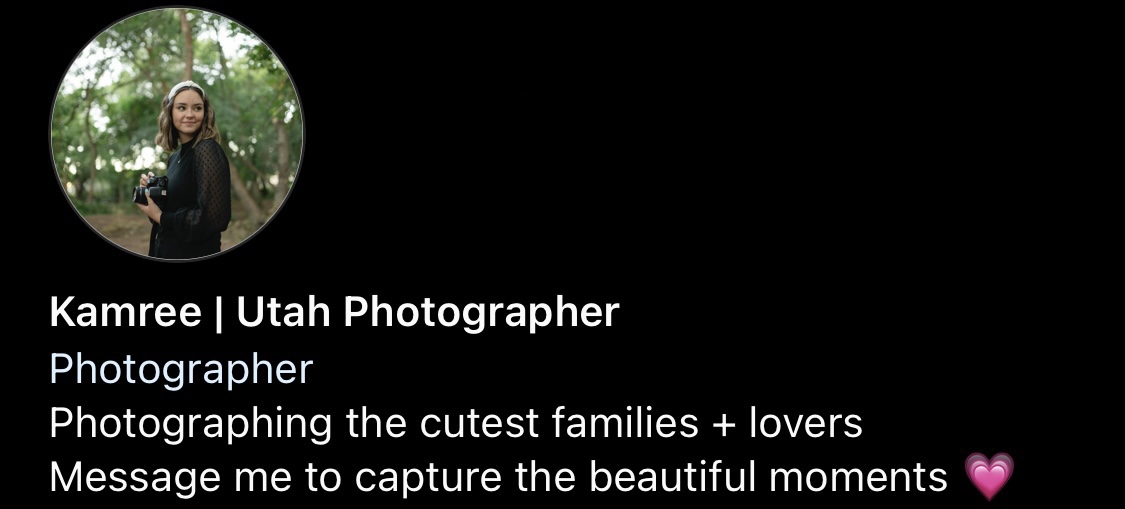 Kamree | Utah Photographer
Photographer
Photographing the cutest families + lovers
Message me to capture the beautiful moments 💗